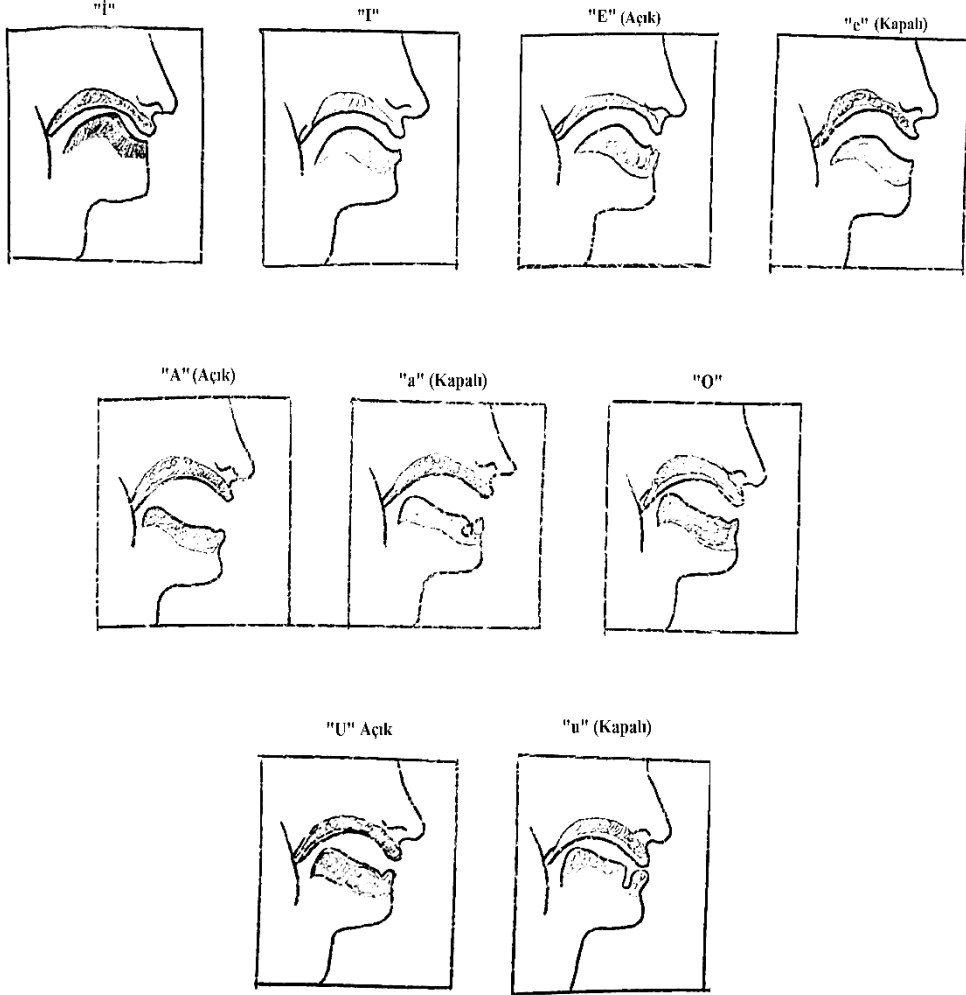 "İ" "I" "E" (Açık) "e" (Kapalı)
"A" (Açık) "a" (Kapalı) "O"
"U" Açık "u" (Kapalı)